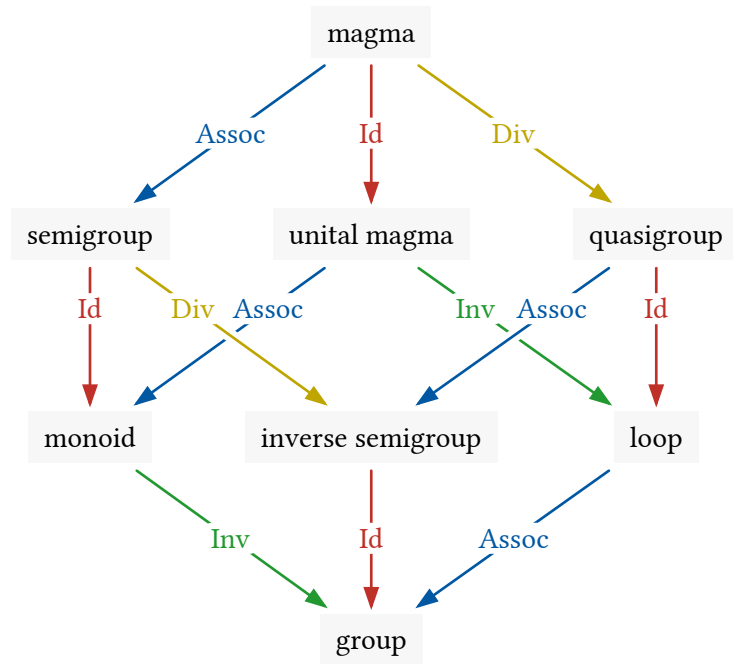 magma
Assoc Id Div
semigroup unital magma quasigroup
Id Div Assoc Inv Assoc Id
monoid inverse semigroup loop
Inv Id Assoc
group